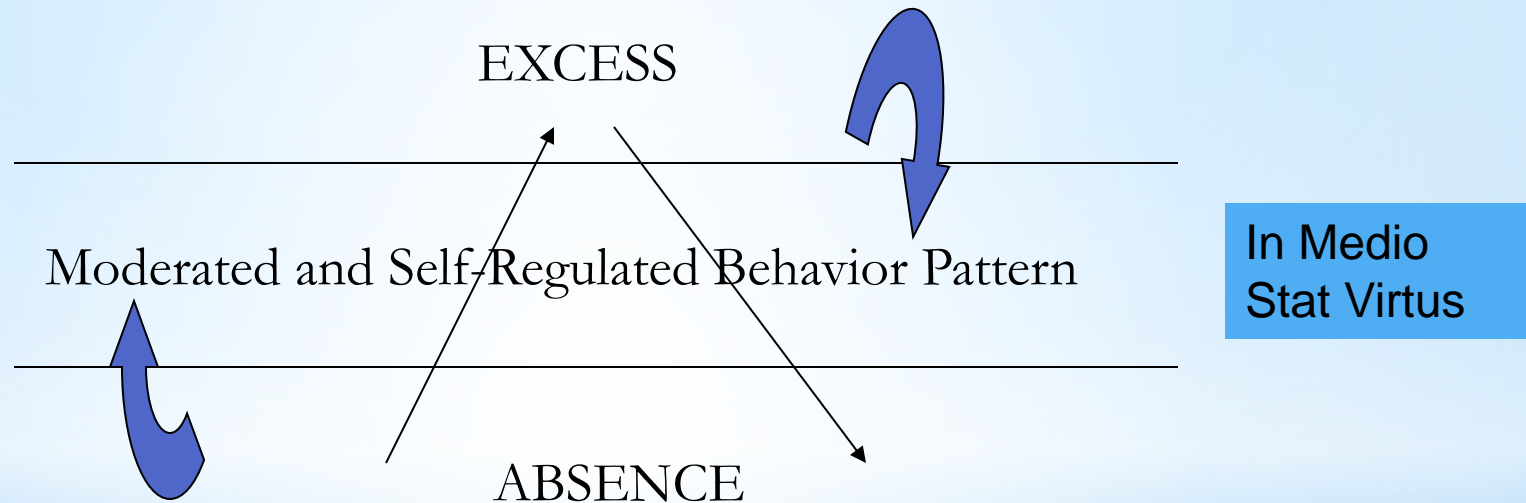 EXCESS
Moderated and Self-Regulated Behavior Pattern
In Medio
Stat Virtus
ABSENCE